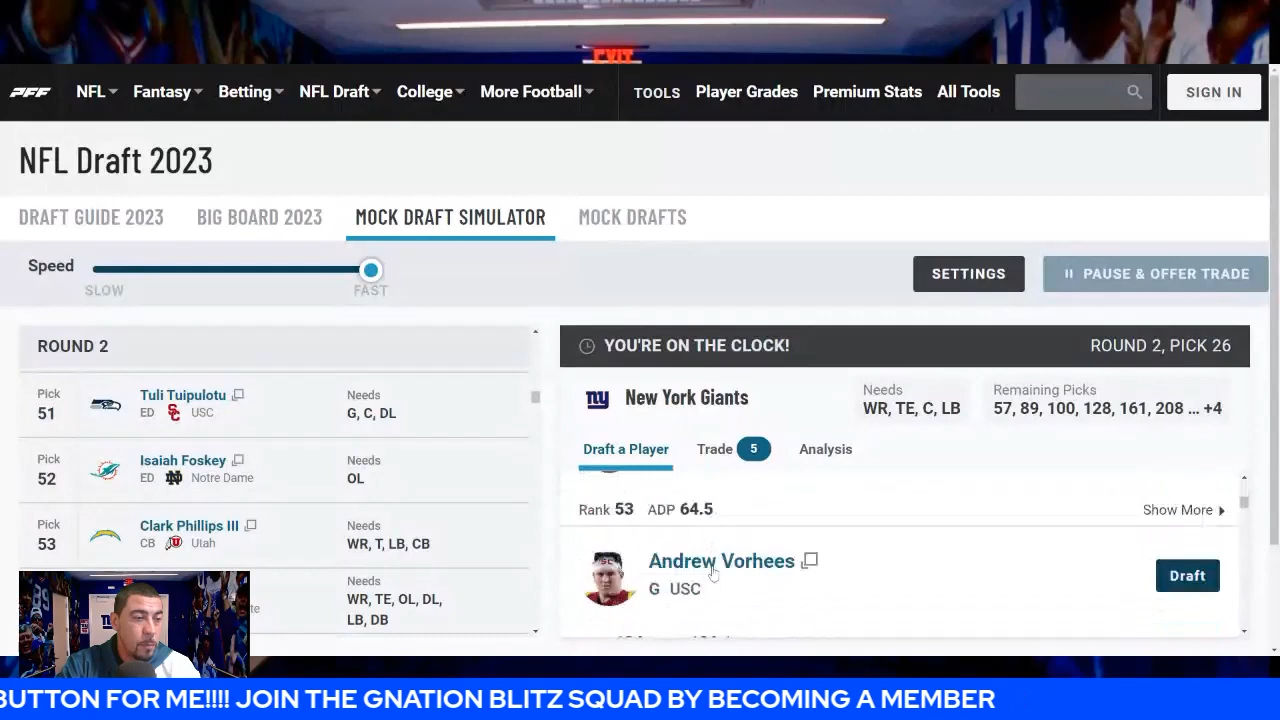 EXIT
PFF NFL Fantasy Betting NFL Draft College More Football TOOLS Player Grades Premium Stats All Tools SIGN IN
NFL Draft 2023
DRAFT GUIDE 2023 BIG BOARD 2023 MOCK DRAFT SIMULATOR MOCK DRAFTS
Speed
SLOW FAST
SETTINGS
PAUSE & OFFER TRADE
ROUND 2
Pick 51
Tuli Tuipulotu
ED USC
Needs
G, C, DL
Pick 52
Isaiah Foskey
ED Notre Dame
Needs
OL
Pick 53
Clark Phillips III
CB Utah
Needs
WR, T, LB, CB
Needs
WR, TE, OL, DL,
LB, DB
YOU'RE ON THE CLOCK! ROUND 2, PICK 26
ny New York Giants
Needs
WR, TE, C, LB
Remaining Picks
57, 89, 100, 128, 161, 208 ... +4
Draft a Player Trade 5 Analysis
Rank 53 ADP 64.5 Show More
Andrew Vorhees
G USC
Draft
BUTTON FOR ME!!!! JOIN THE GNATION BLITZ SQUAD BY BECOMING A MEMBER